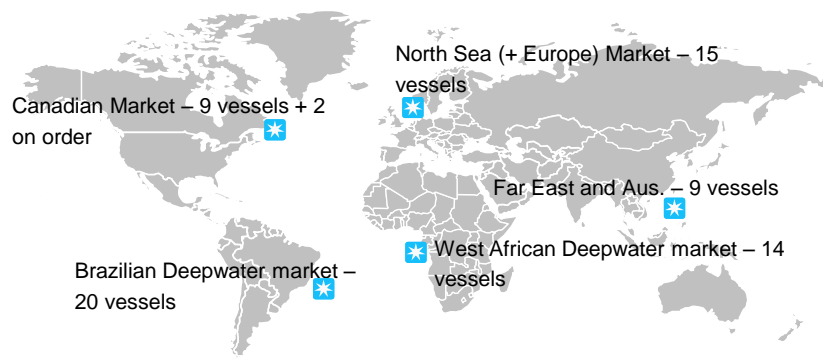 North Sea (+ Europe) Market – 15
vessels
Canadian Market – 9 vessels + 2
on order
Far East and Aus. – 9 vessels
West African Deepwater market – 14
vessels
Brazilian Deepwater market –
20 vessels